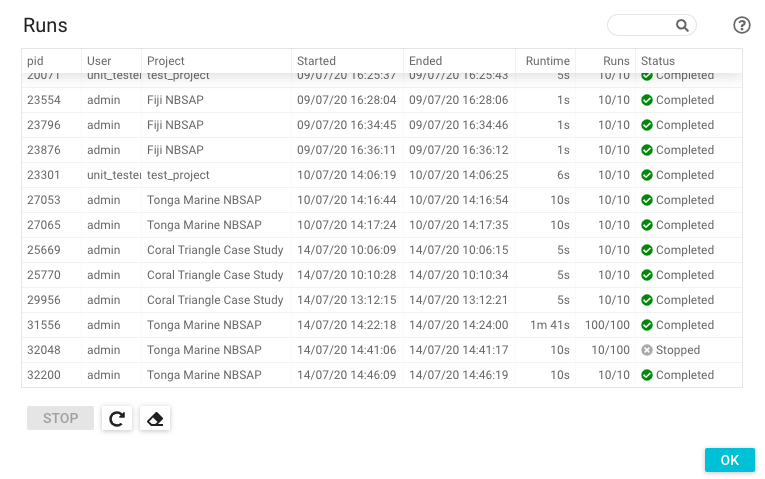 Runs
pid User Project Started Ended Runtime Runs Status
20071 unit_tester test_project 09/07/20 16:25:37 09/07/20 16:25:43 5s 10/10 Completed
23554 admin Fiji NBSAP 09/07/20 16:28:04 09/07/20 16:28:06 1s 10/10 Completed
23796 admin Fiji NBSAP 09/07/20 16:34:45 09/07/20 16:34:46 1s 10/10 Completed
23876 admin Fiji NBSAP 09/07/20 16:36:11 09/07/20 16:36:12 1s 10/10 Completed
23301 unit_tester test_project 10/07/20 14:06:19 10/07/20 14:06:25 6s 10/10 Completed
27053 admin Tonga Marine NBSAP 10/07/20 14:16:44 10/07/20 14:16:54 10s 10/10 Completed
27065 admin Tonga Marine NBSAP 10/07/20 14:17:24 10/07/20 14:17:35 10s 10/10 Completed
25669 admin Coral Triangle Case Study 14/07/20 10:06:09 14/07/20 10:06:15 5s 10/10 Completed
25770 admin Coral Triangle Case Study 14/07/20 10:10:28 14/07/20 10:10:34 5s 10/10 Completed
29956 admin Coral Triangle Case Study 14/07/20 13:12:15 14/07/20 13:12:21 5s 10/10 Completed
31556 admin Tonga Marine NBSAP 14/07/20 14:22:18 14/07/20 14:24:00 1m 41s 100/100 Completed
32048 admin Tonga Marine NBSAP 14/07/20 14:41:06 14/07/20 14:41:17 10s 10/100 Stopped
32200 admin Tonga Marine NBSAP 14/07/20 14:46:09 14/07/20 14:46:19 10s 10/10 Completed
STOP
OK